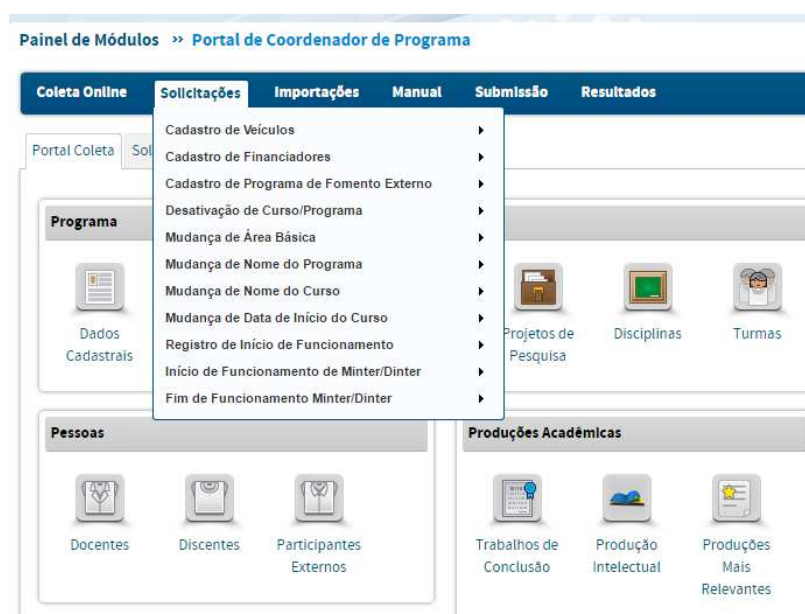 Painel de Módulos » Portal de Coordenador de Programa
Coleta Online Solicitações Importações Manual Submissão Resultados
Portal Coleta Sol
Cadastro de Veículos
Cadastro de Financiadores
Cadastro de Programa de Fomento Externo
Desativação de Curso/Programa
Mudança de Área Básica
Mudança de Nome do Programa
Mudança de Nome do Curso
Mudança de Data de Início do Curso
Registro de Início de Funcionamento
Início de Funcionamento de Minter/Dinter
Fim de Funcionamento Minter/Dinter
Programa
Dados
Cadastrais
Projetos de
Pesquisa
Disciplinas
Turmas
Pessoas
Docentes
Discentes
Participantes
Externos
Produções Acadêmicas
Trabalhos de
Conclusão
Produção
Intelectual
Produções
Mais
Relevantes